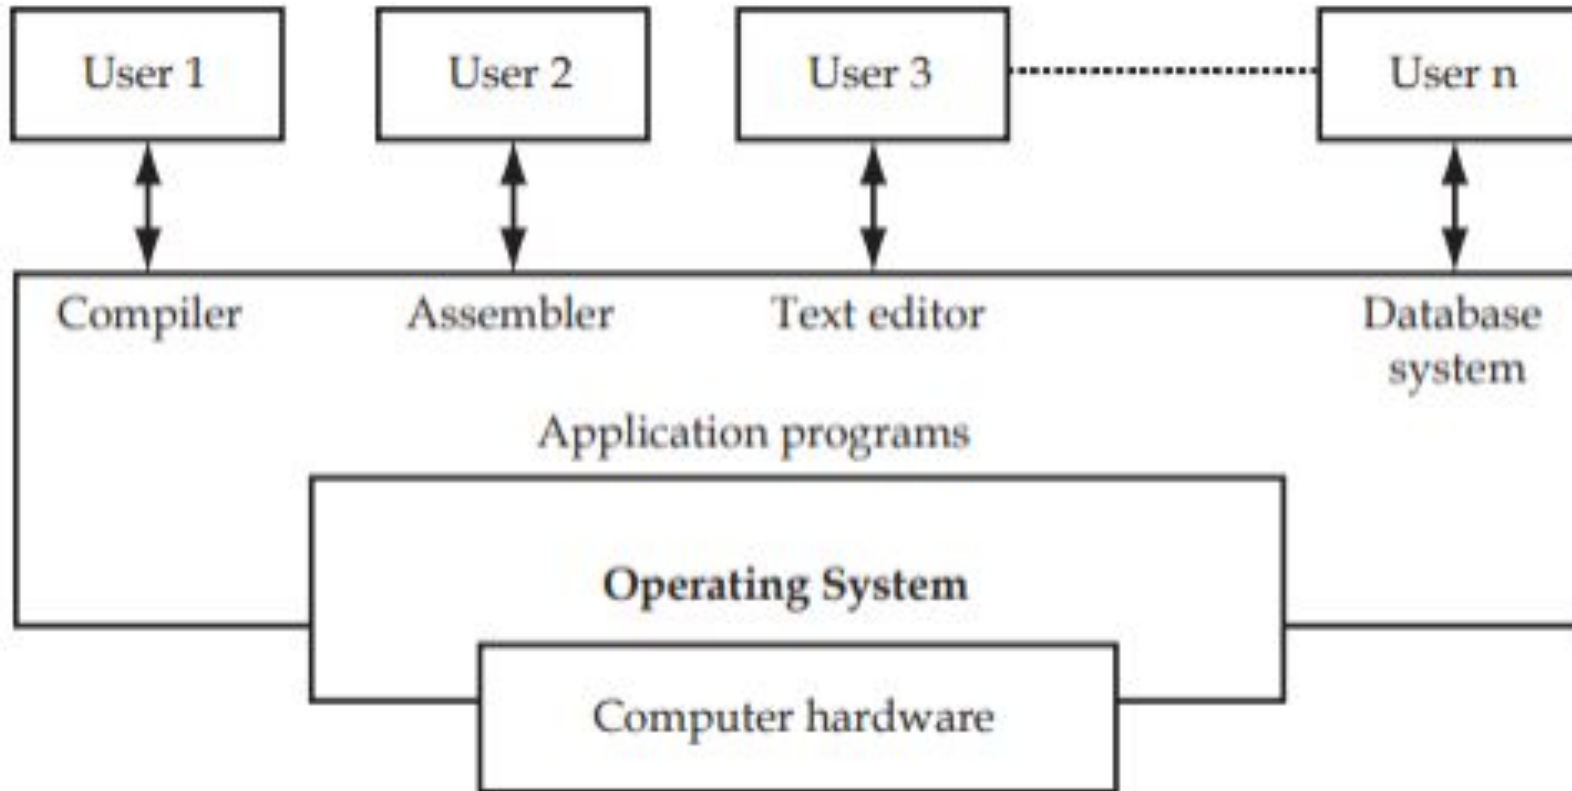 User 1
User 2
User 3
User n
Compiler
Assembler
Text editor
Database
system
Application programs
Operating System
Computer hardware